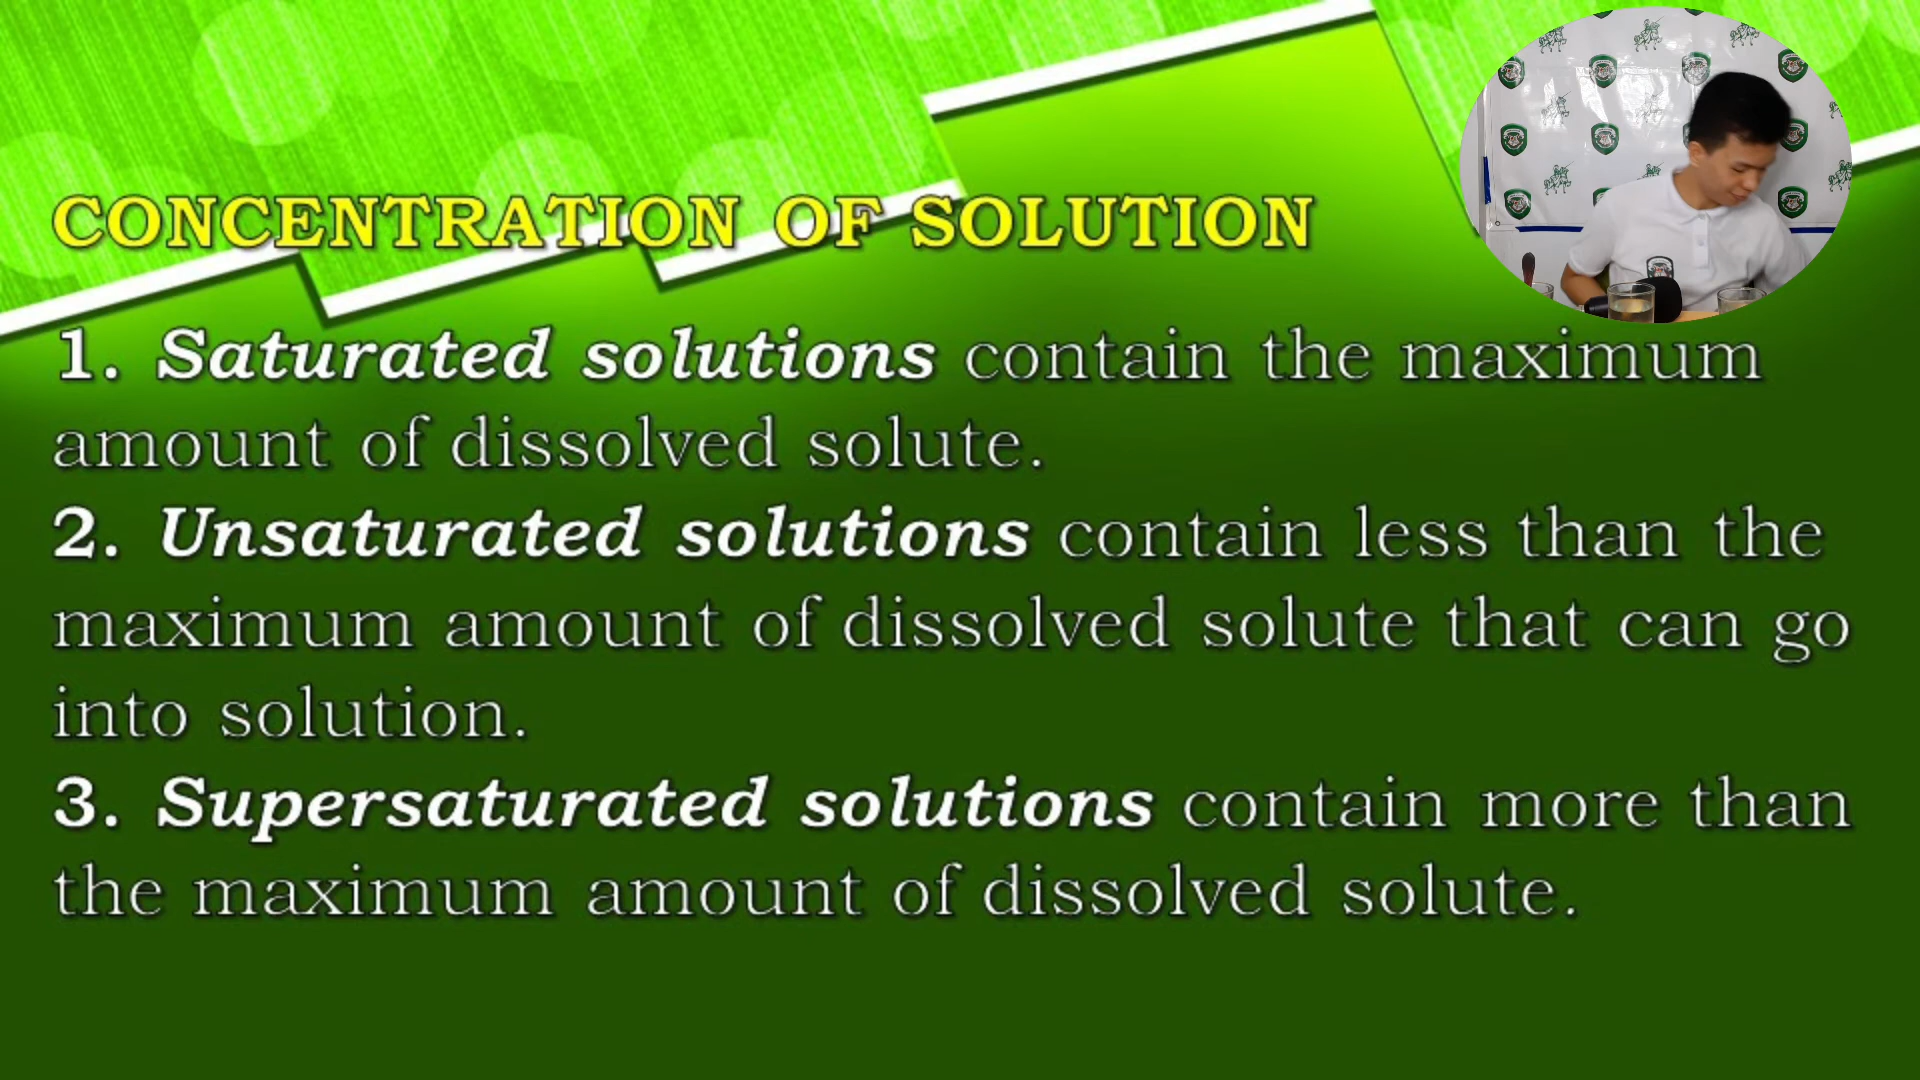 CONCENTRATION OF SOLUTION
1. Saturated solutions contain the maximum
amount of dissolved solute.
2. Unsaturated solutions contain less than the
maximum amount of dissolved solute that can go
into solution.
3. Supersaturated solutions contain more than
the maximum amount of dissolved solute.